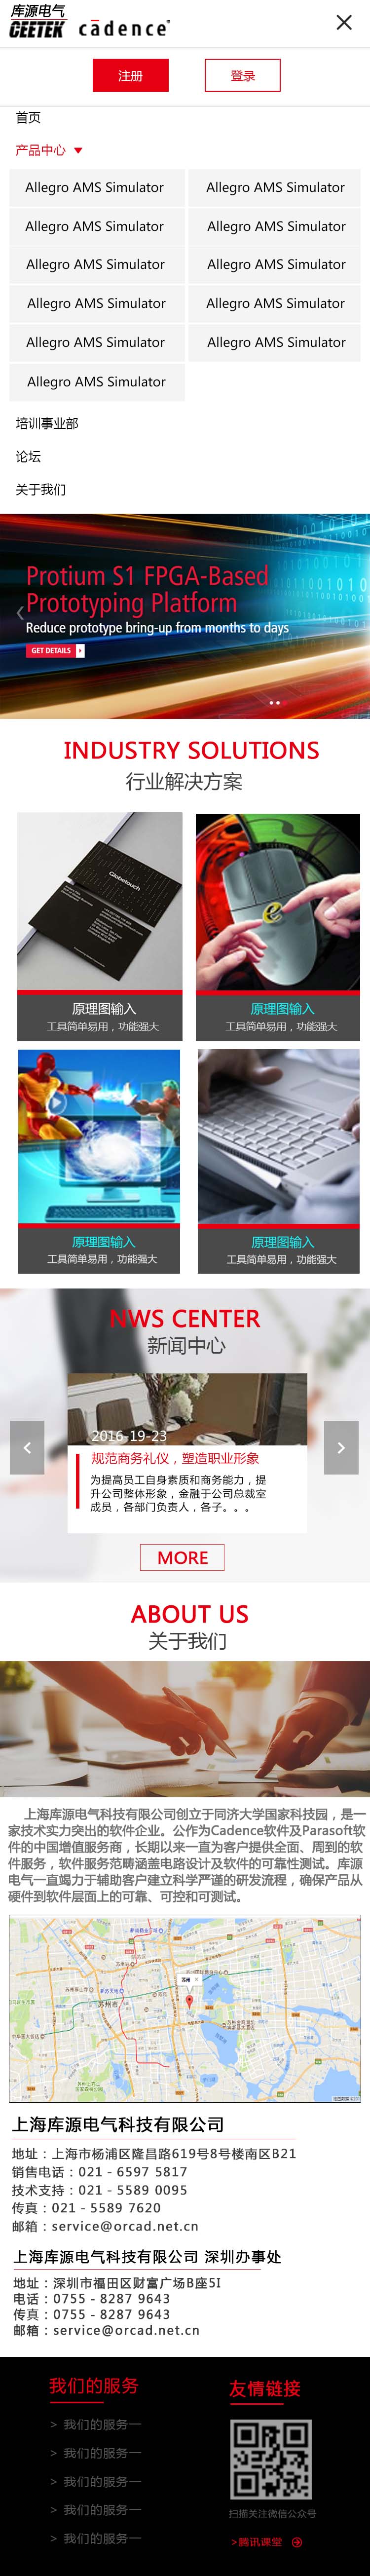 库源电气
CEETEK cādence®
注册 登录
首页
产品中心
Allegro AMS Simulator Allegro AMS Simulator
Allegro AMS Simulator Allegro AMS Simulator
Allegro AMS Simulator Allegro AMS Simulator
Allegro AMS Simulator Allegro AMS Simulator
Allegro AMS Simulator Allegro AMS Simulator
Allegro AMS Simulator
培训事业部
论坛
关于我们
Protium S1 FPGA-Based
Prototyping Platform
Reduce prototype bring-up from months to days
GET DETAILS
INDUSTRY SOLUTIONS
行业解决方案
Globetouch
原理图输入 原理图输入
工具简单易用，功能强大 工具简单易用，功能强大
原理图输入 原理图输入
工具简单易用，功能强大 工具简单易用，功能强大
NWS CENTER
新闻中心
2016-19-23
规范商务礼仪，塑造职业形象
为提高员工自身素质和商务能力，提
升公司整体形象，金融于公司总裁室
成员，各部门负责人，各子。。。
MORE
ABOUT US
关于我们
上海库源电气科技有限公司创立于同济大学国家科技园，是一
家技术实力突出的软件企业。公作为Cadence软件及Parasoft软
件的中国增值服务商，长期以来一直为客户提供全面、周到的软
件服务，软件服务范畴涵盖电路设计及软件的可靠性测试。库源
电气一直竭力于辅助客户建立科学严谨的研发流程，确保产品从
硬件到软件层面上的可靠、可控和可测试。
苏州
苏州市
上海库源电气科技有限公司
地址：上海市杨浦区隆昌路619号8号楼南区B21
销售电话：021 - 6597 5817
技术支持：021 - 5589 0095
传真：021 - 5589 7620
邮箱：service@orcad.net.cn
上海库源电气科技有限公司 深圳办事处
地址：深圳市福田区财富广场B座5I
电话：0755 - 8287 9643
传真：0755 - 8287 9643
邮箱：service@orcad.net.cn
我们的服务 友情链接
> 我们的服务一
> 我们的服务一
> 我们的服务一
> 我们的服务一
> 我们的服务一
扫描关注微信公众号
>腾讯课堂